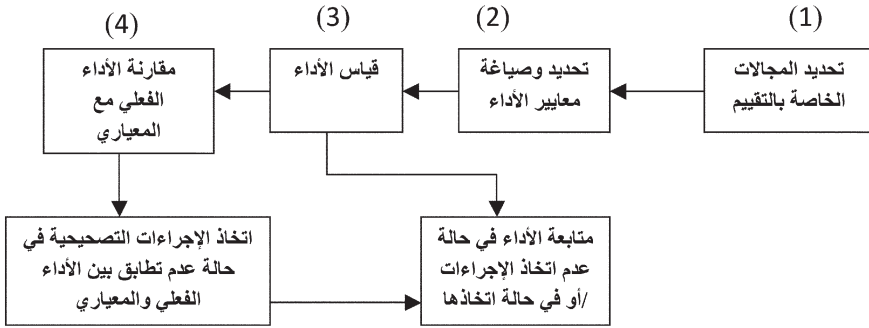 (1)
تحديد المجالات
الخاصة بالتقييم
(2)
تحديد وصياغة
معايير الأداء
(3)
قياس الأداء
(4)
مقارنة الأداء
الفعلي مع
المعياري
اتخاذ الإجراءات التصحيحية في
حالة عدم تطابق بين الأداء
الفعلي والمعياري
متابعة الأداء في حالة
عدم اتخاذ الإجراءات
/أو في حالة اتخاذها